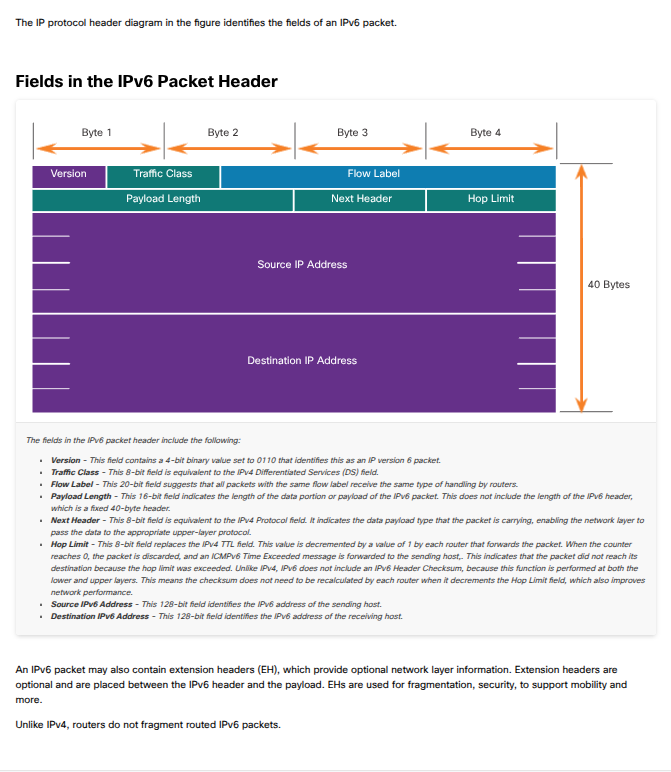 The IP protocol header diagram in the figure identifies the fields of an IPv6 packet.
Fields in the IPv6 Packet Header
Byte 1 Byte 2 Byte 3 Byte 4
Version Traffic Class Flow Label
Payload Length Next Header Hop Limit
Source IP Address
40 Bytes
Destination IP Address
The fields in the IPv6 packet header include the following:
• Version - This field contains a 4-bit binary value set to 0110 that identifies this as an IP version 6 packet.
• Traffic Class - This 8-bit field is equivalent to the IPv4 Differentiated Services (DS) field.
• Flow Label - This 20-bit field suggests that all packets with the same flow label receive the same type of handling by routers.
• Payload Length - This 16-bit field indicates the length of the data portion or payload of the IPv6 packet. This does not include the length of the IPv6 header,
which is a fixed 40-byte header.
• Next Header - This 8-bit field is equivalent to the IPv4 Protocol field. It indicates the data payload type that the packet is carrying, enabling the network layer to
pass the data to the appropriate upper-layer protocol.
• Hop Limit - This 8-bit field replaces the IPv4 TTL field. This value is decremented by a value of 1 by each router that forwards the packet. When the counter
reaches 0, the packet is discarded, and an ICMPv6 Time Exceeded message is forwarded to the sending host,. This indicates that the packet did not reach its
destination because the hop limit was exceeded. Unlike IPv4, IPv6 does not include an IPv6 Header Checksum, because this function is performed at both the
lower and upper layers. This means the checksum does not need to be recalculated by each router when it decrements the Hop Limit field, which also improves
network performance.
• Source IPv6 Address - This 128-bit field identifies the IPv6 address of the sending host.
• Destination IPv6 Address - This 128-bit field identifies the IPv6 address of the receiving host.
An IPv6 packet may also contain extension headers (EH), which provide optional network layer information. Extension headers are
optional and are placed between the IPv6 header and the payload. EHs are used for fragmentation, security, to support mobility and
more.
Unlike IPv4, routers do not fragment routed IPv6 packets.